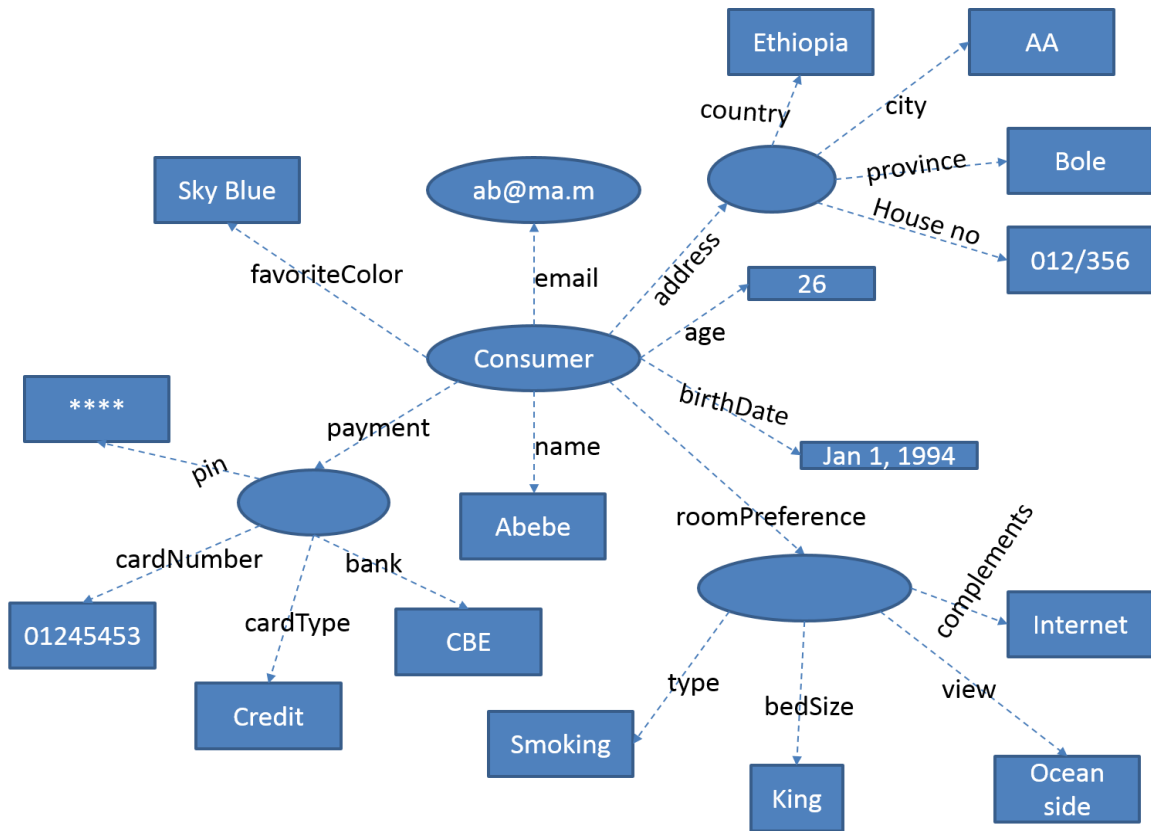 Ethiopia
AA
country
city
province
Bole
Sky Blue
ab@ma.m
House no
012/356
favoriteColor
email
address
26
age
Consumer
birthDate
****
payment
name
Jan 1, 1994
pin
Abebe
roomPreference
complements
cardNumber
bank
01245453
cardType
CBE
Internet
type
bedSize
view
Credit
Smoking
King
Ocean
side